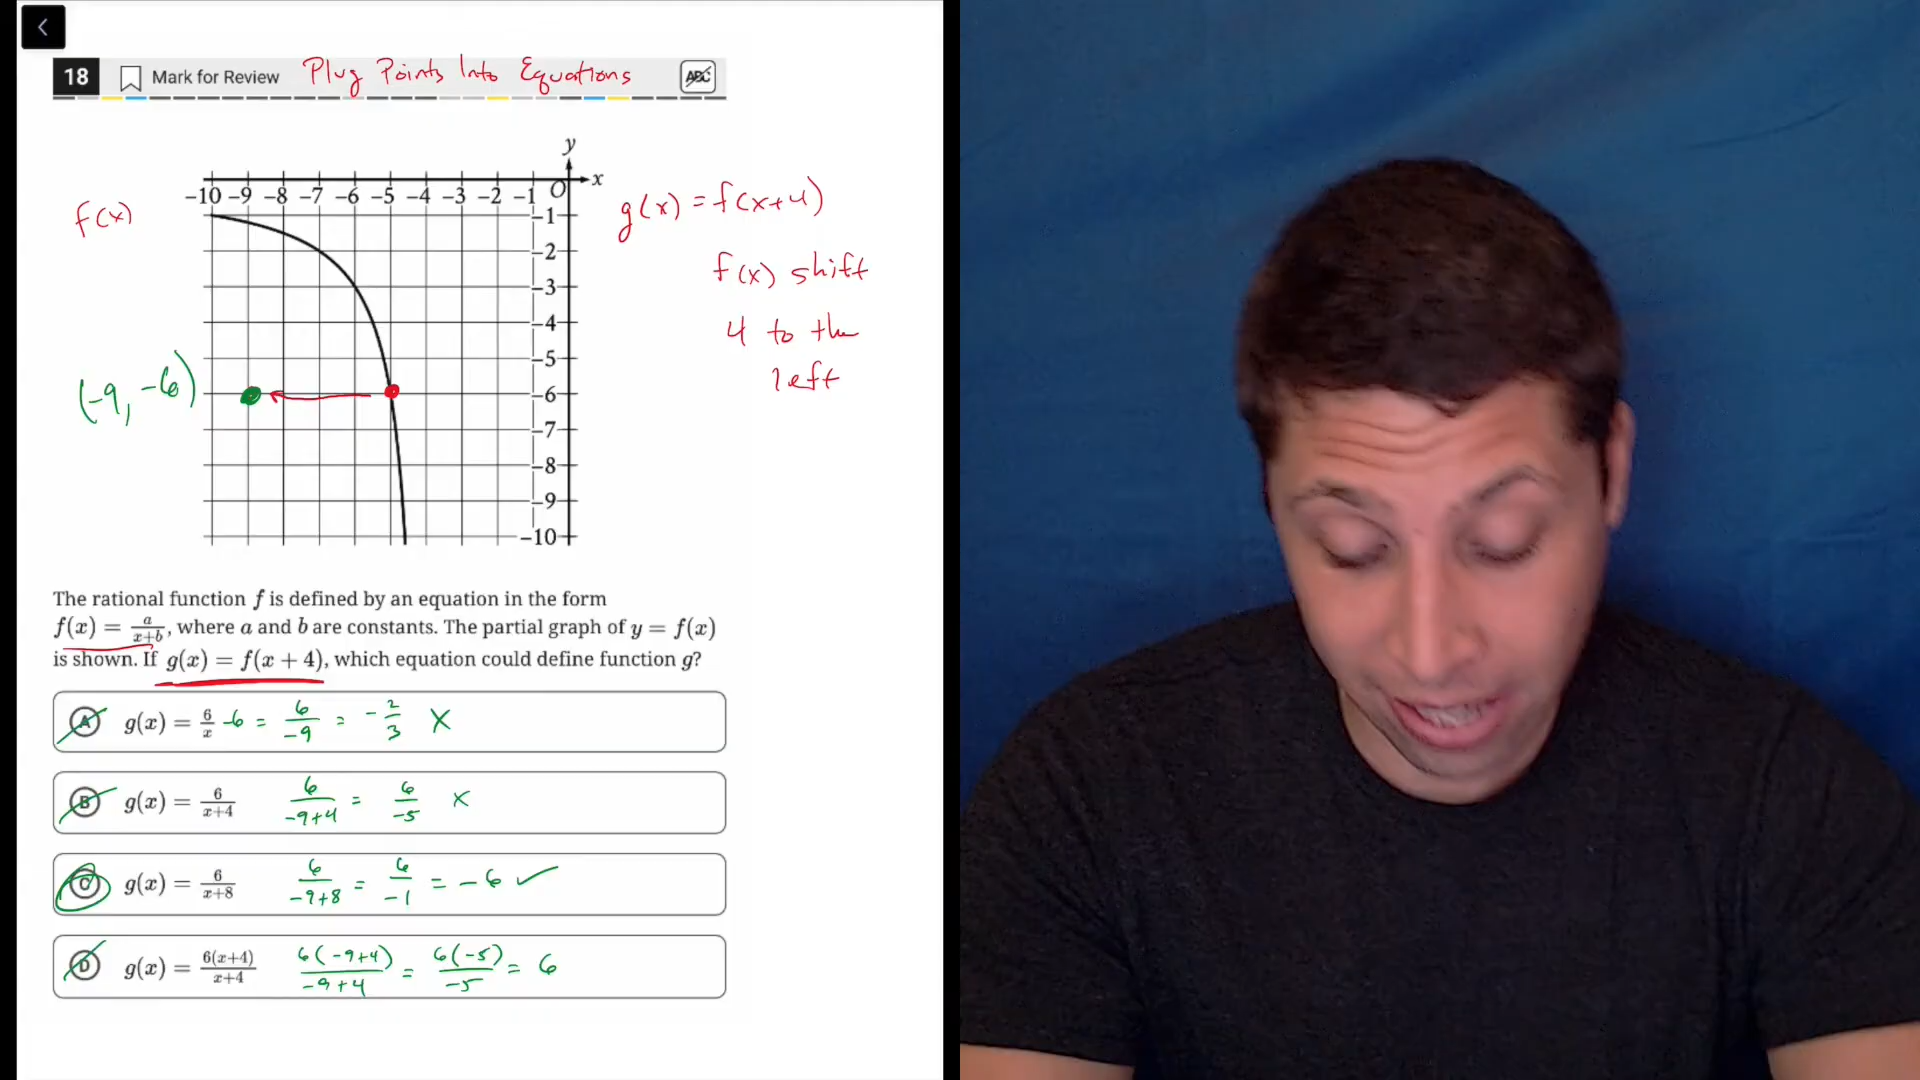 18 Mark for Review Plug Points Into Equations ABC
y
x
-10 -9 -8 -7 -6 -5 -4 -3 -2 -1 O
-1
-2
-3
-4
-5
-6
-7
-8
-9
-10
f(x)
(-9, -6)
g(x) = f(x+4)
f(x) shift
4 to the
left
The rational function f is defined by an equation in the form
f(x) = a/(x+b), where a and b are constants. The partial graph of y = f(x)
is shown. If g(x) = f(x + 4), which equation could define function g?
A g(x) = 6/x -6 = 6/-9 = -2/3 X
B g(x) = 6/(x+4) 6/(-9+4) = 6/-5 X
C g(x) = 6/(x+8) 6/(-9+8) = 6/-1 = -6 ✓
D g(x) = 6(x+4)/(x+4) 6(-9+4)/(-9+4) = 6(-5)/-5 = 6